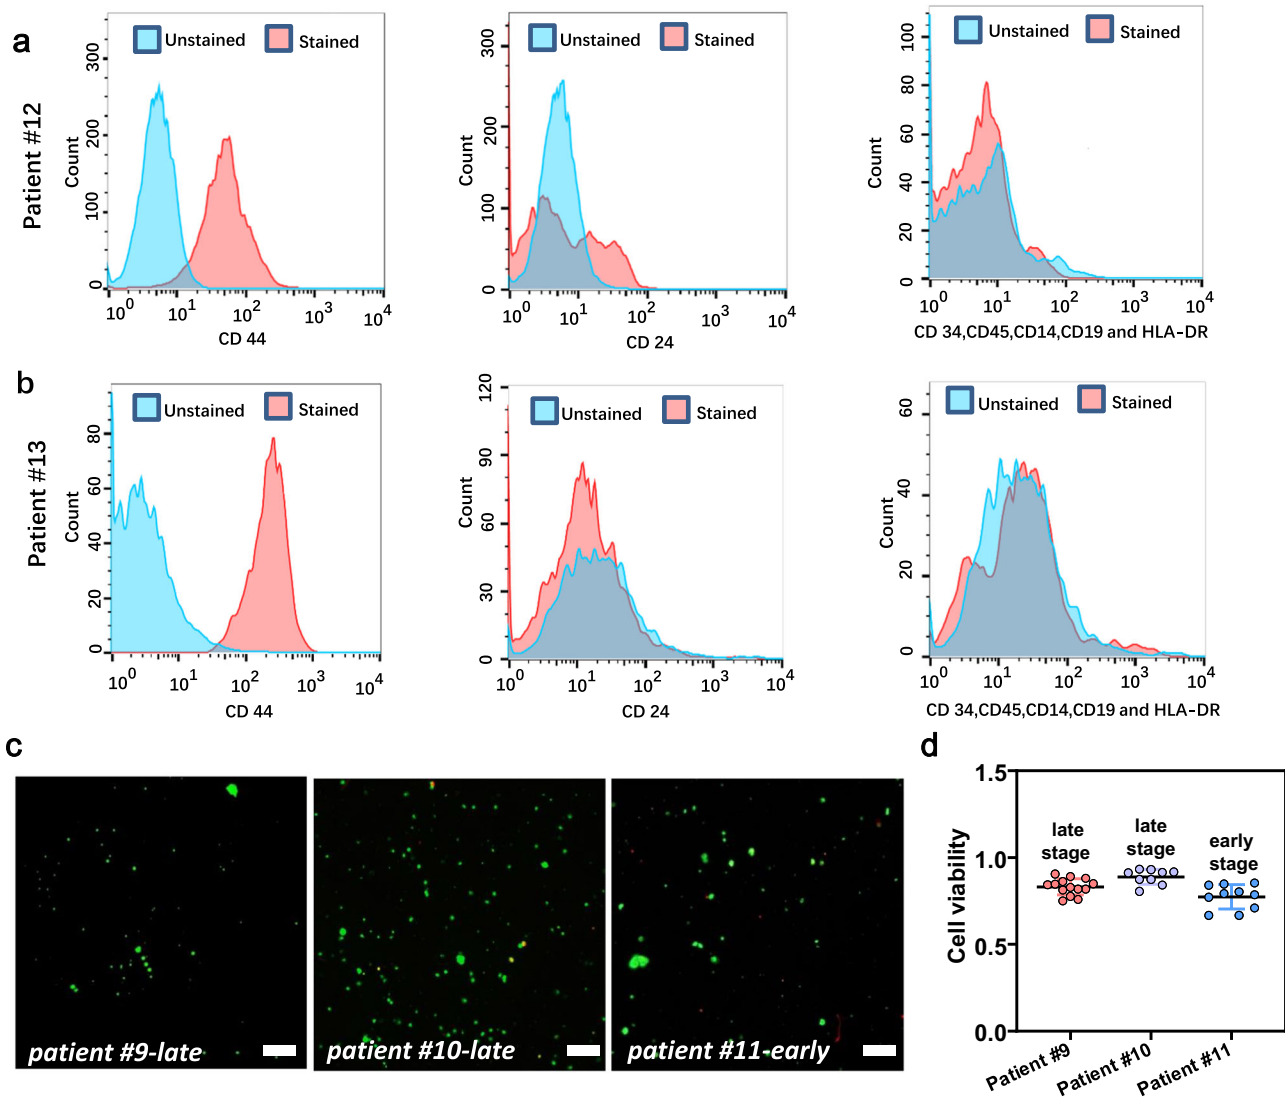 a
Patient #12
Unstained Stained
300
200
100
0
Count
10^0 10^1 10^2 10^3 10^4
CD 44
Unstained Stained
300
200
100
0
Count
10^0 10^1 10^2 10^3 10^4
CD 24
Unstained Stained
100
80
60
40
20
0
Count
10^0 10^1 10^2 10^3 10^4
CD 34,CD45,CD14,CD19 and HLA-DR
b
Patient #13
Unstained Stained
80
60
40
20
0
Count
10^0 10^1 10^2 10^3 10^4
CD 44
Unstained Stained
120
90
60
30
0
Count
10^0 10^1 10^2 10^3 10^4
CD 24
Unstained Stained
60
40
20
0
Count
10^0 10^1 10^2 10^3 10^4
CD 34,CD45,CD14,CD19 and HLA-DR
c
patient #9-late
patient #10-late
patient #11-early
d
1.5
1.0
0.5
0.0
Cell viability
late
stage
late
stage
early
stage
Patient #9
Patient #10
Patient #11